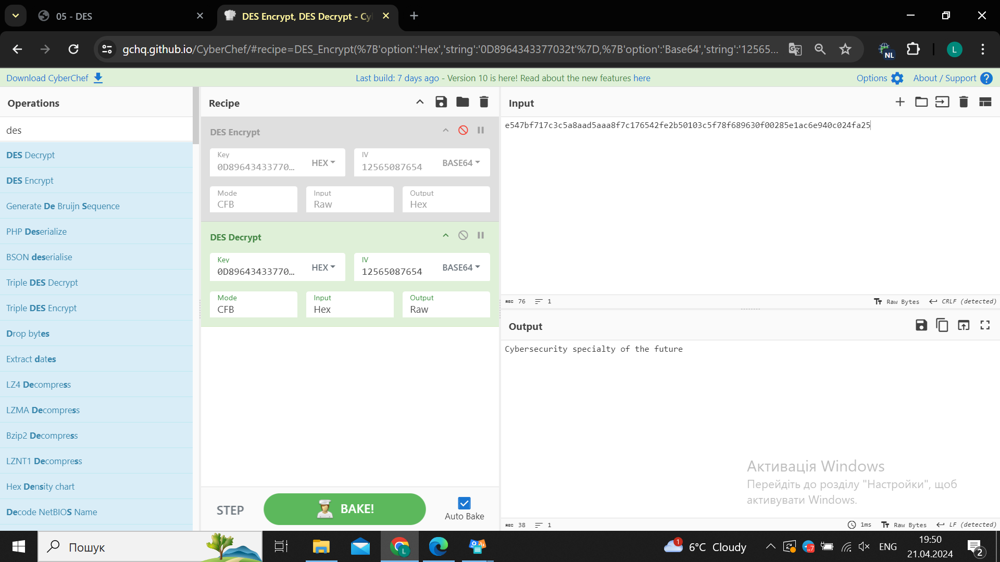 05 - DES
DES Encrypt, DES Decrypt - Cy
gchq.github.io/CyberChef/#recipe=DES_Encrypt(%7B'option':'Hex','string':'0D8964343377032t'%7D,%7B'option':'Base64','string':'12565...
NL
L
Download CyberChef
Last build: 7 days ago - Version 10 is here! Read about the new features here
Options
About / Support
Operations
des
DES Decrypt
DES Encrypt
Generate De Bruijn Sequence
PHP Deserialize
BSON deserialise
Triple DES Decrypt
Triple DES Encrypt
Drop bytes
Extract dates
LZ4 Decompress
LZMA Decompress
Bzip2 Decompress
LZNT1 Decompress
Hex Density chart
Decode NetBIOS Name
Recipe
DES Encrypt
Key
0D89643433770...
HEX
IV
12565087654
BASE64
Mode
CFB
Input
Raw
Output
Hex
DES Decrypt
Key
0D89643433770...
HEX
IV
12565087654
BASE64
Mode
CFB
Input
Hex
Output
Raw
STEP
BAKE!
Auto Bake
Input
e547bf717c3c5a8aad5aaa8f7c176542fe2b50103c5f78f689630f00285e1ac6e940c024fa25
ABC 76 1
Raw Bytes
CRLF (detected)
Output
Cybersecurity specialty of the future
Активація Windows
Перейдіть до розділу "Настройки", щоб
активувати Windows.
ABC 38 1
1ms
Raw Bytes
LF (detected)
Пошук
L
1
6°C Cloudy
ENG
19:50
21.04.2024
2